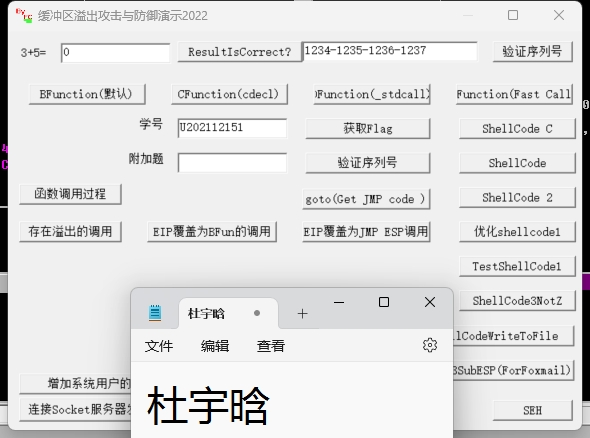 缓冲区溢出攻击与防御演示2022
3+5= 0 ResultIsCorrect? 1234-1235-1236-1237 验证序列号
BFunction(默认) CFunction(cdecl) Function(_stdcall) Function(Fast Call
学号 U202112151 获取Flag ShellCode C
附加题 验证序列号 ShellCode
函数调用过程 goto(Get JMP code ) ShellCode 2
存在溢出的调用 EIP覆盖为BFun的调用 EIP覆盖为JMP ESP调用 优化shellcode1
TestShellCode1
ShellCode3NotZ
杜宇晗
lCodeWriteToFile
文件 编辑 查看
SubESP(ForFoxmail)
增加系统用户的
杜宇晗
连接Socket服务器
SEH